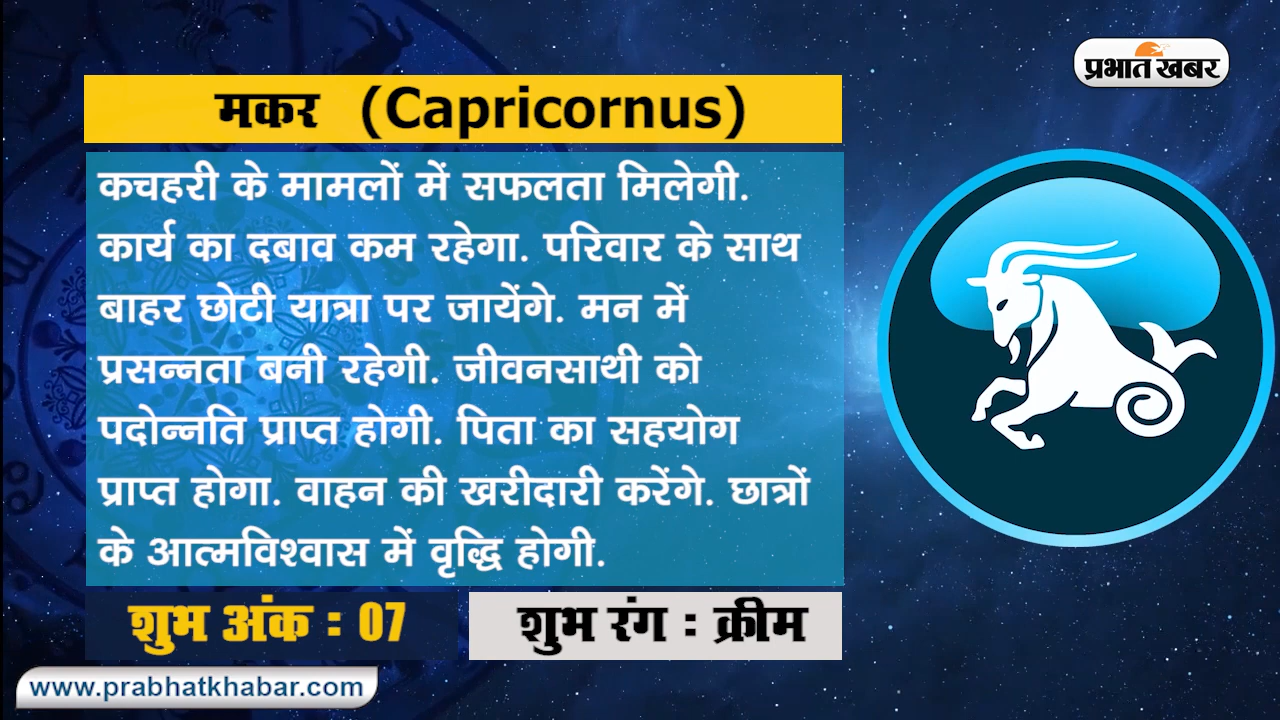 प्रभात खबर
मकर (Capricornus)
कचहरी के मामलों में सफलता मिलेगी.
कार्य का दबाव कम रहेगा. परिवार के साथ
बाहर छोटी यात्रा पर जायेंगे. मन में
प्रसन्नता बनी रहेगी. जीवनसाथी को
पदोन्नति प्राप्त होगी. पिता का सहयोग
प्राप्त होगा. वाहन की खरीदारी करेंगे. छात्रों
के आत्मविश्वास में वृद्धि होगी.
शुभ अंक : 07
शुभ रंग : क्रीम
www.prabhatkhabar.com